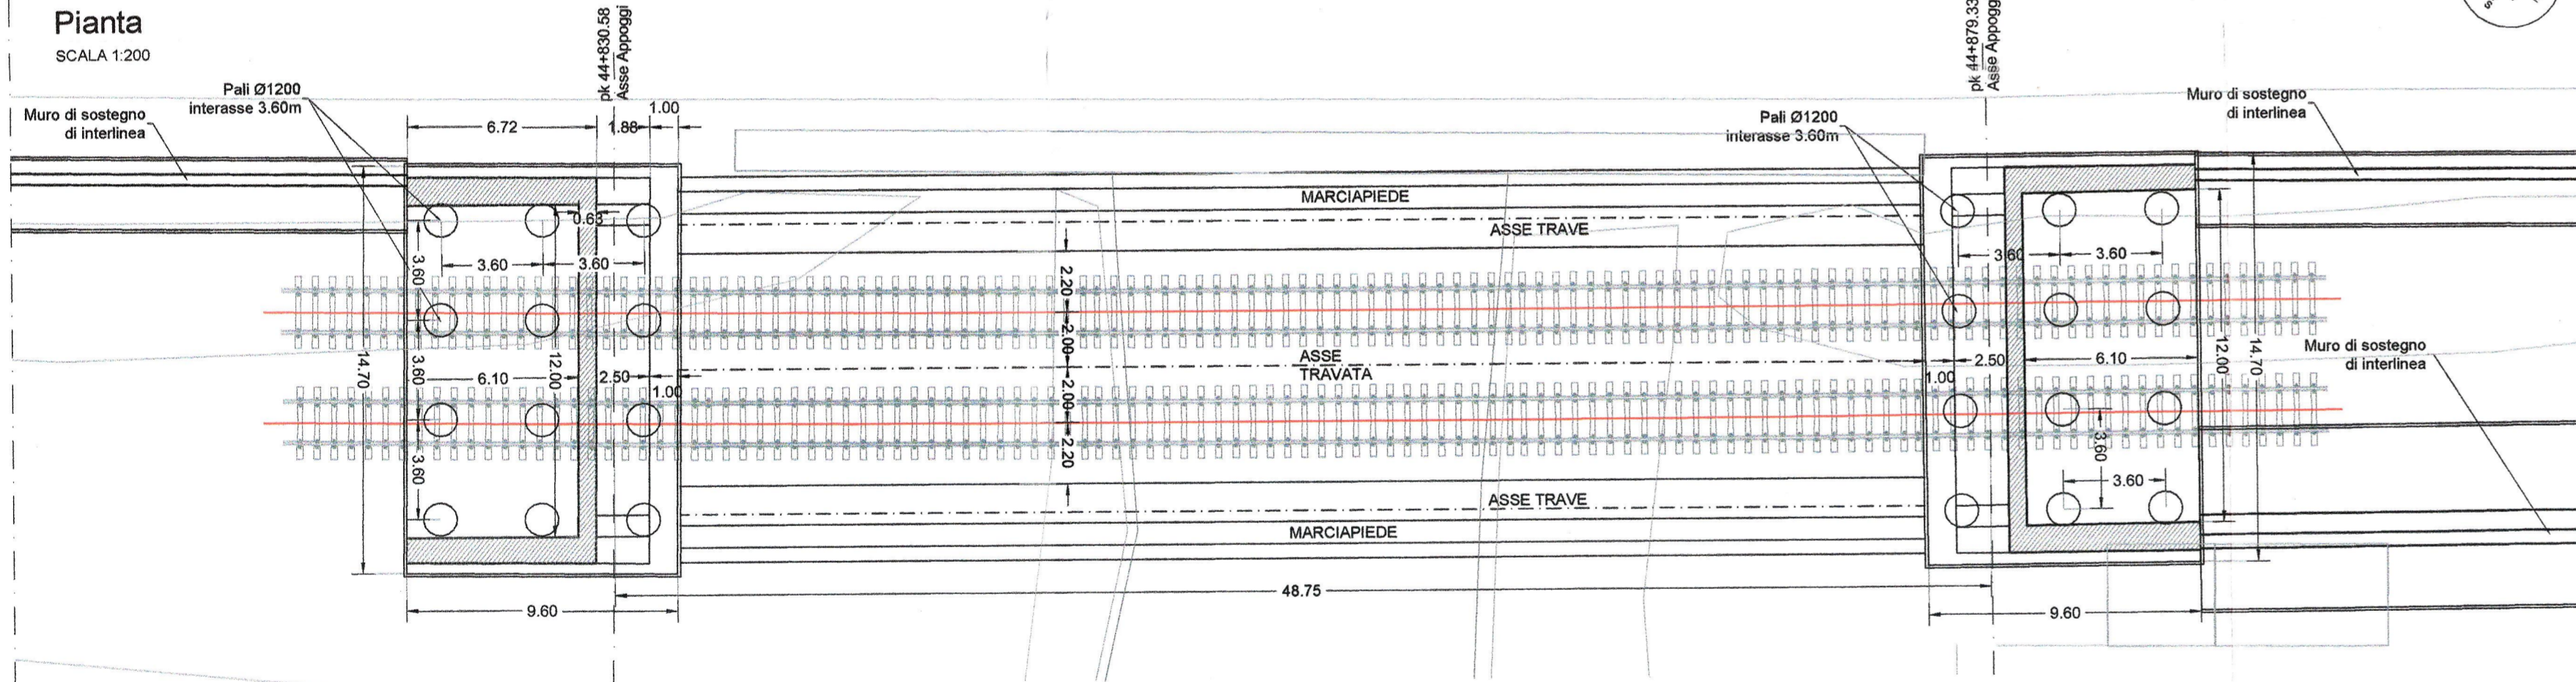 Pianta
SCALA 1:200
pk 44+830.58
Asse Appoggi
pk 44+879.33
Asse Appoggi
S
Pali Ø1200
interasse 3.60m
Muro di sostegno
di interlinea
6.72
1.88
1.00
Pali Ø1200
interasse 3.60m
Muro di sostegno
di interlinea
MARCIAPIEDE
ASSE TRAVE
0.63
3.60
3.60
3.60
3.60
3.60
14.70
12.00
6.10
2.50
1.00
2.20
2.00
2.00
2.20
ASSE
TRAVATA
3.60
3.60
2.50
1.00
6.10
12.00
14.70
3.60
3.60
Muro di sostegno
di interlinea
ASSE TRAVE
MARCIAPIEDE
48.75
9.60
9.60